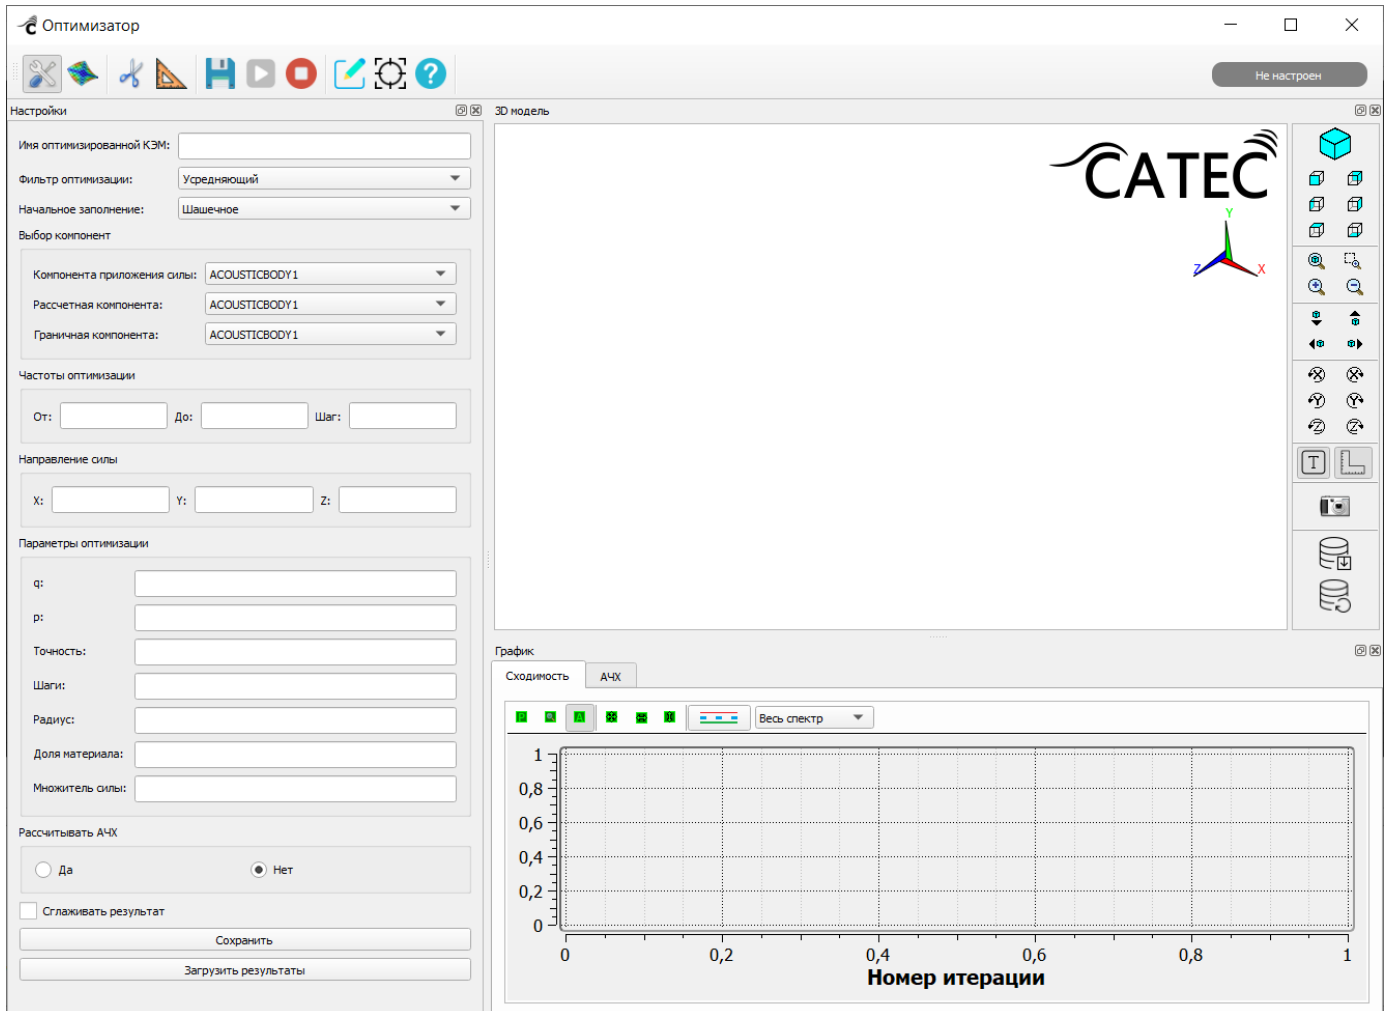 Оптимизатор
Не настроен
Настройки
Имя оптимизированной КЭМ:
Фильтр оптимизации: Усредняющий
Начальное заполнение: Шашечное
Выбор компонент
Компонента приложения силы: ACOUSTICBODY1
Рассчетная компонента: ACOUSTICBODY1
Граничная компонента: ACOUSTICBODY1
Частоты оптимизации
От: До: Шаг:
Направление силы
X: Y: Z:
Параметры оптимизации
q:
p:
Точность:
Шаги:
Радиус:
Доля материала:
Множитель силы:
Рассчитывать АЧХ
Да Нет
Сглаживать результат
Сохранить
Загрузить результаты
3D модель
CATEC
Y
Z X
X X
Y Y
Z Z
T
График
Сходимость АЧХ
P A Весь спектр
1
0,8
0,6
0,4
0,2
0
0 0,2 0,4 0,6 0,8 1
Номер итерации